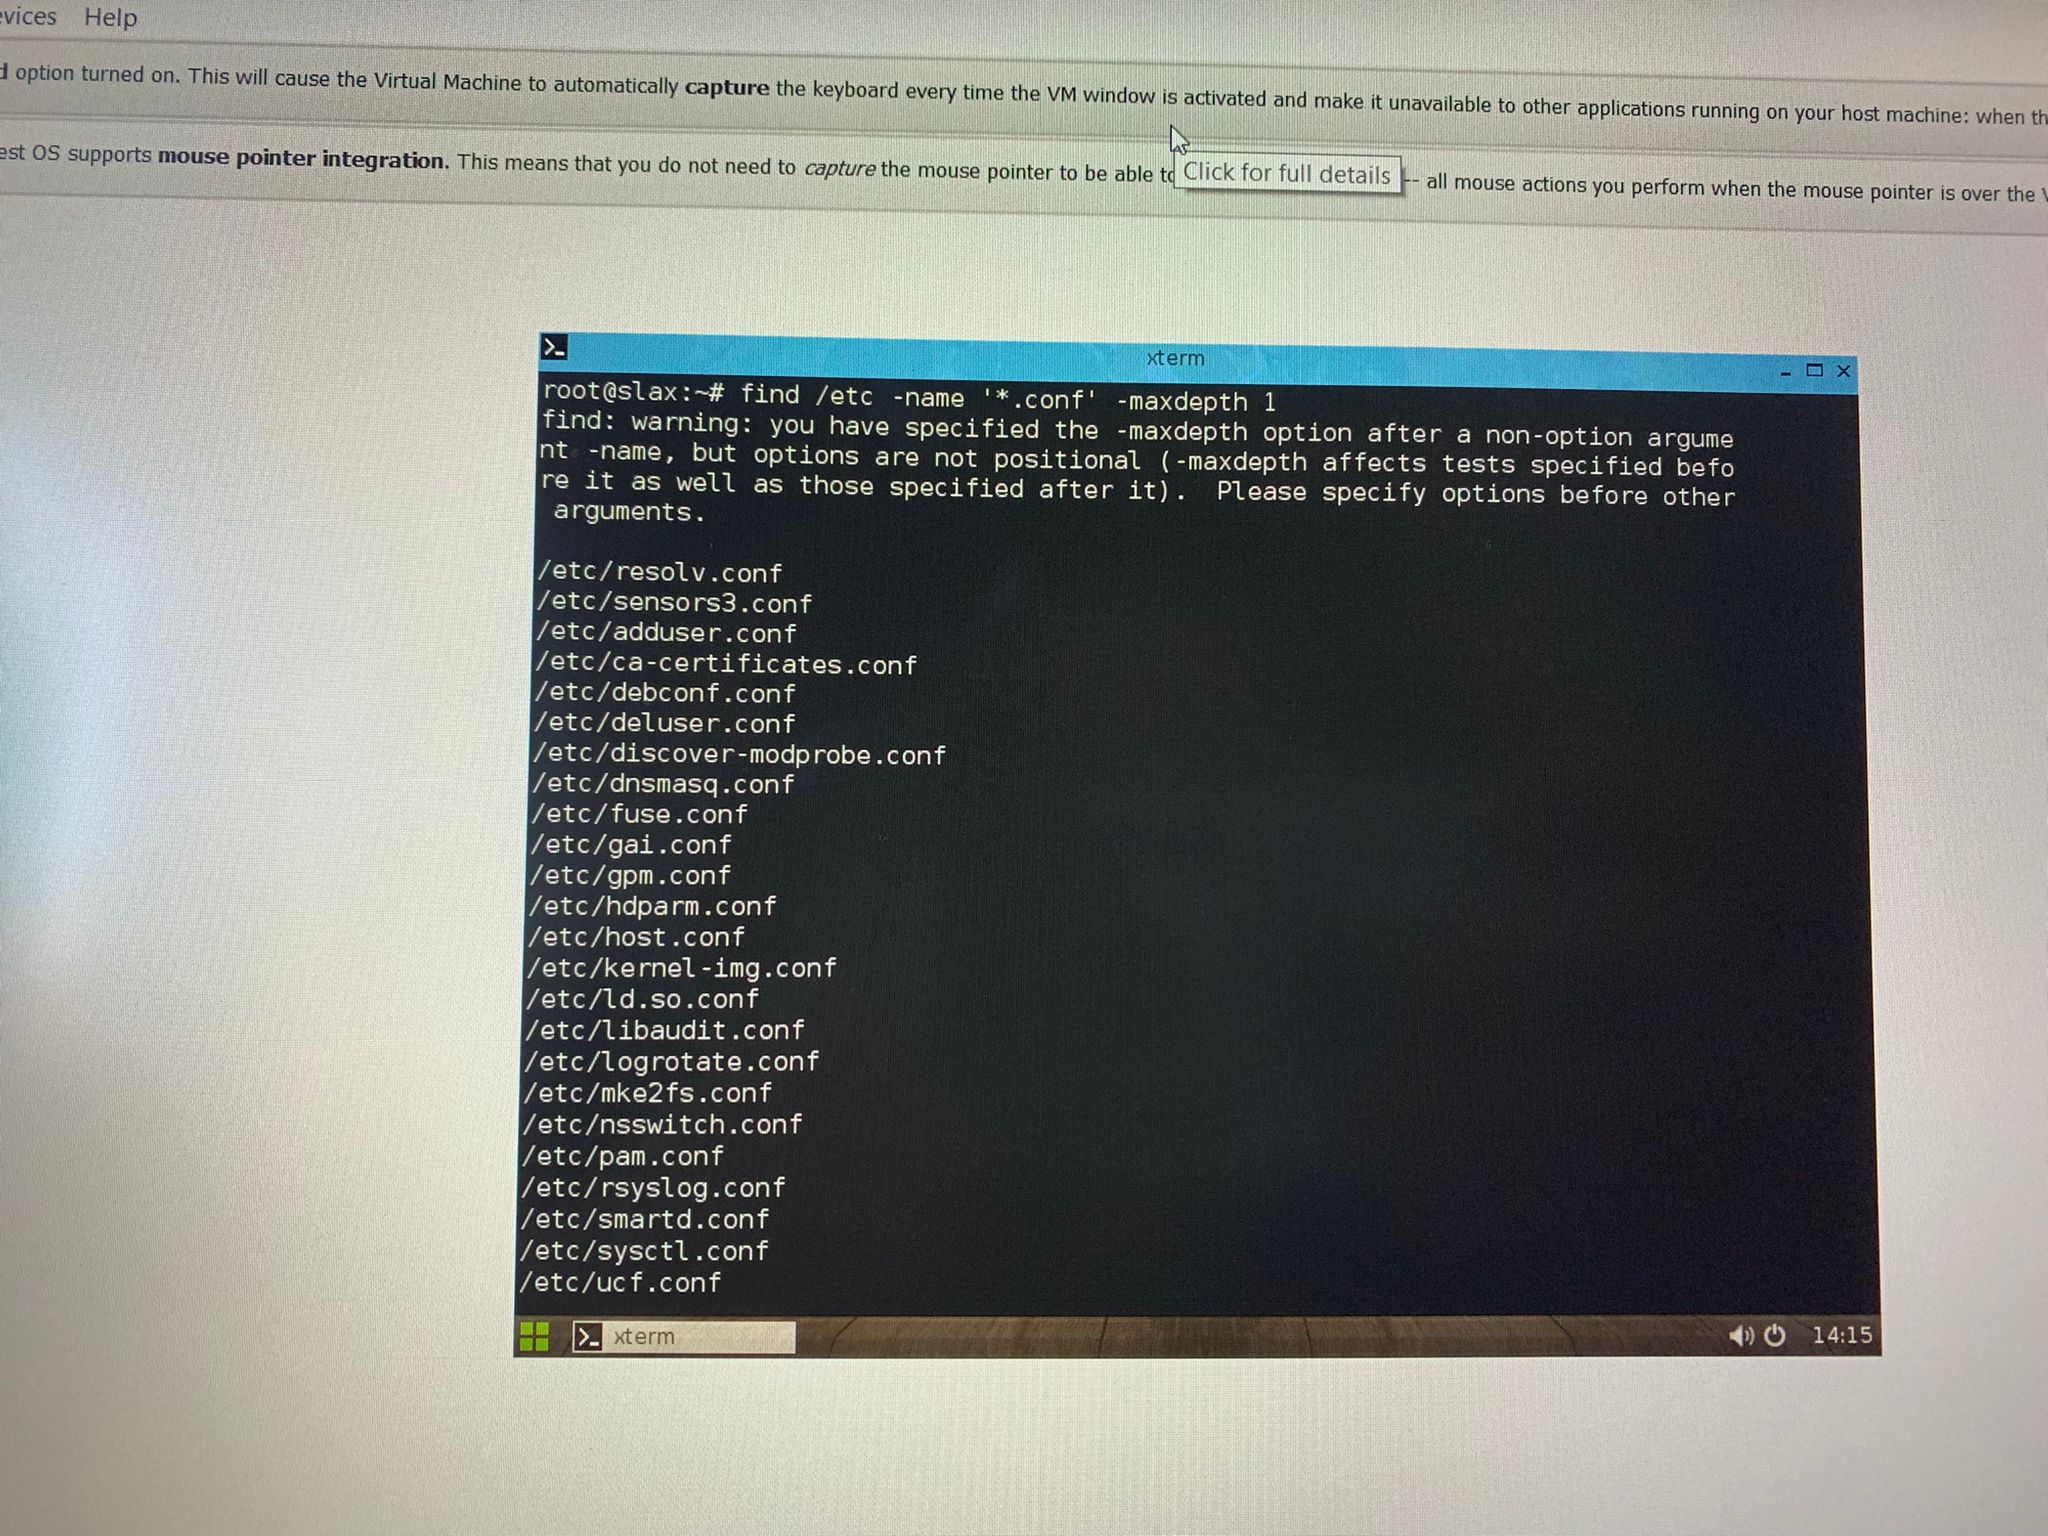 Help
option turned on. This will cause the Virtual Machine to automatically capture the keyboard every time the VM window is activated and make it unavailable to other applications running on your host machine: when
OS supports mouse pointer integration. This means that you do not need to capture the mouse pointer to be able to
Click for full details
-- all mouse actions you perform when the mouse pointer is over the
xterm
root@slax:~# find /etc -name '*.conf' -maxdepth 1
find: warning: you have specified the -maxdepth option after a non-option argume
nt -name, but options are not positional (-maxdepth affects tests specified befo
re it as well as those specified after it).  Please specify options before other
 arguments.
/etc/resolv.conf
/etc/sensors3.conf
/etc/adduser.conf
/etc/ca-certificates.conf
/etc/debconf.conf
/etc/deluser.conf
/etc/discover-modprobe.conf
/etc/dnsmasq.conf
/etc/fuse.conf
/etc/gai.conf
/etc/gpm.conf
/etc/hdparm.conf
/etc/host.conf
/etc/kernel-img.conf
/etc/ld.so.conf
/etc/libaudit.conf
/etc/logrotate.conf
/etc/mke2fs.conf
/etc/nsswitch.conf
/etc/pam.conf
/etc/rsyslog.conf
/etc/smartd.conf
/etc/sysctl.conf
/etc/ucf.conf
xterm
14:15